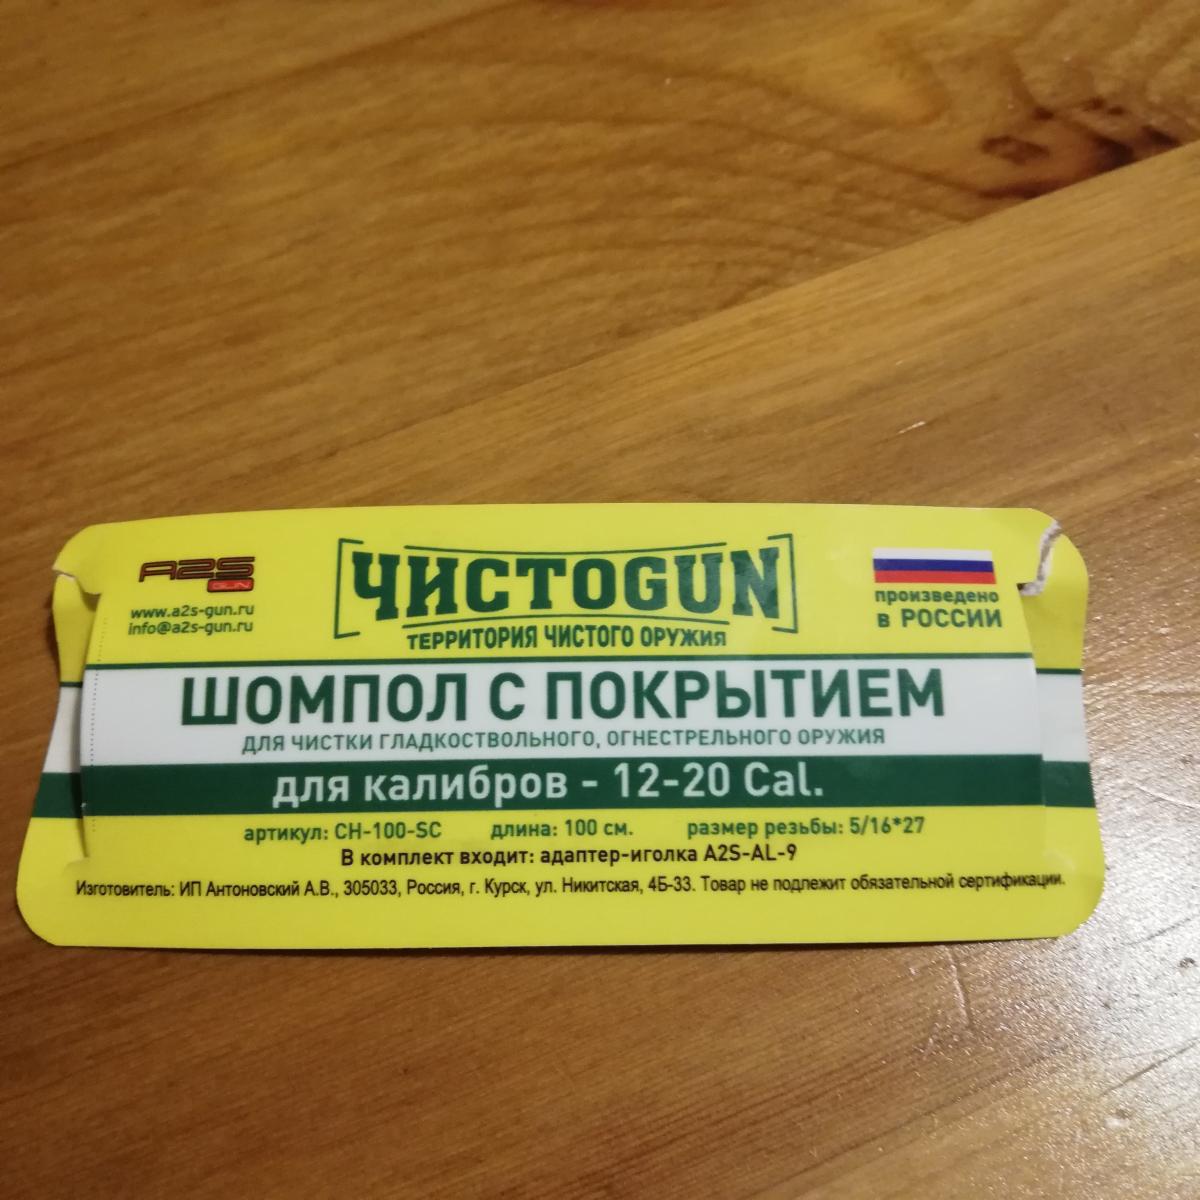 A2S
GUN
www.a2s-gun.ru
info@a2s-gun.ru
ЧИСТОGUN
ТЕРРИТОРИЯ ЧИСТОГО ОРУЖИЯ
произведено
в РОССИИ
ШОМПОЛ С ПОКРЫТИЕМ
ДЛЯ ЧИСТКИ ГЛАДКОСТВОЛЬНОГО, ОГНЕСТРЕЛЬНОГО ОРУЖИЯ
для калибров - 12-20 Cal.
артикул: CH-100-SC длина: 100 см. размер резьбы: 5/16*27
В комплект входит: адаптер-иголка A2S-AL-9
Изготовитель: ИП Антоновский А.В., 305033, Россия, г. Курск, ул. Никитская, 4Б-33. Товар не подлежит обязательной сертификации.